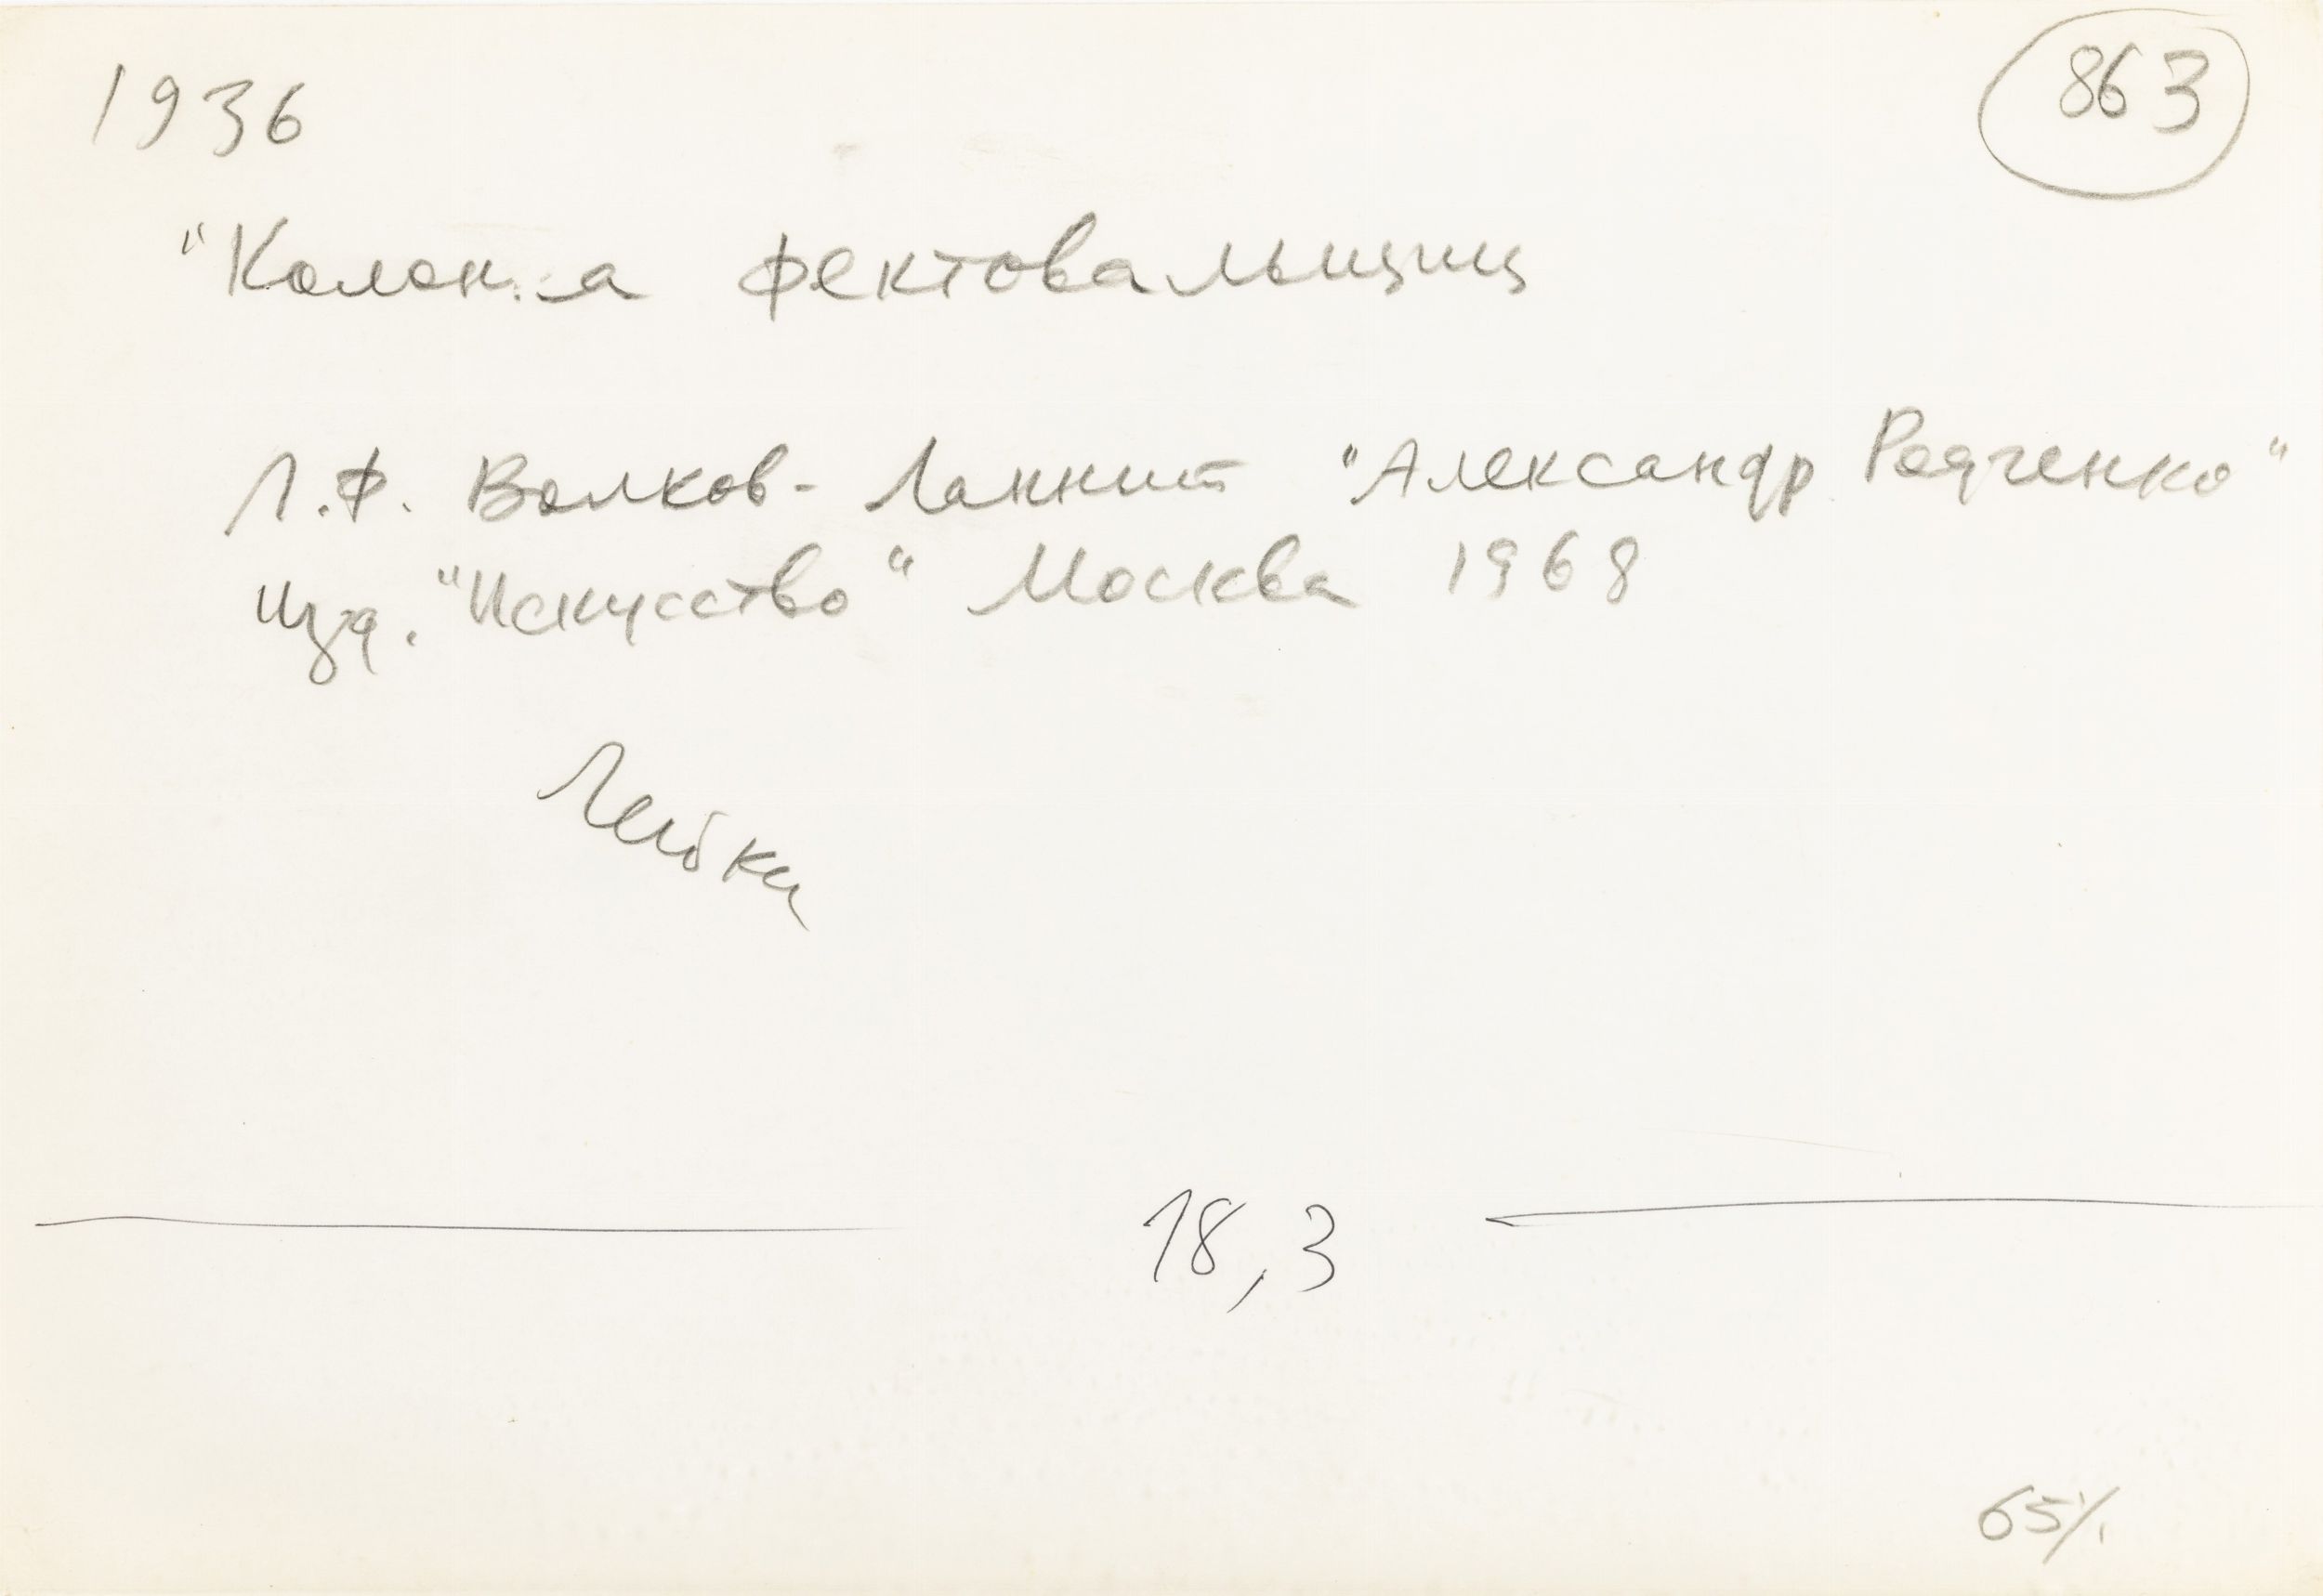 1936
863
"Колонна фектовальщиц
Л.Ф. Волков-Ланнит "Александр Родченко"
Изд. "Искусство" Москва 1968
Лейка
18,3
65%